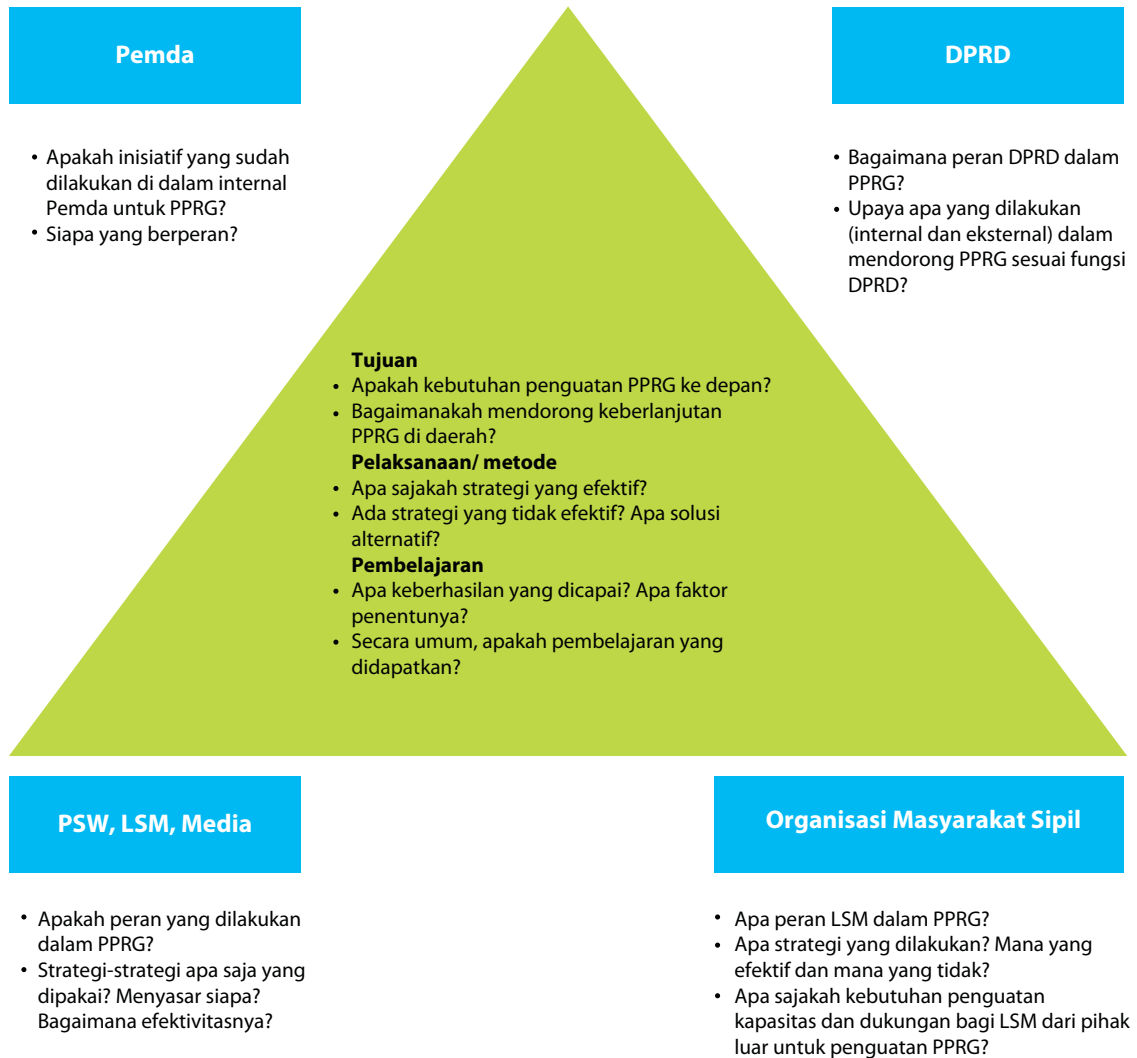 Pemda
• Apakah inisiatif yang sudah
dilakukan di dalam internal
Pemda untuk PPRG?
• Siapa yang berperan?
DPRD
• Bagaimana peran DPRD dalam
PPRG?
• Upaya apa yang dilakukan
(internal dan eksternal) dalam
mendorong PPRG sesuai fungsi
DPRD?
Tujuan
• Apakah kebutuhan penguatan PPRG ke depan?
• Bagaimanakah mendorong keberlanjutan
PPRG di daerah?
Pelaksanaan/ metode
• Apa sajakah strategi yang efektif?
• Ada strategi yang tidak efektif? Apa solusi
alternatif?
Pembelajaran
• Apa keberhasilan yang dicapai? Apa faktor
penentunya?
• Secara umum, apakah pembelajaran yang
didapatkan?
PSW, LSM, Media
• Apakah peran yang dilakukan
dalam PPRG?
• Strategi-strategi apa saja yang
dipakai? Menyasar siapa?
Bagaimana efektivitasnya?
Organisasi Masyarakat Sipil
• Apa peran LSM dalam PPRG?
• Apa strategi yang dilakukan? Mana yang
efektif dan mana yang tidak?
• Apa sajakah kebutuhan penguatan
kapasitas dan dukungan bagi LSM dari pihak
luar untuk penguatan PPRG?